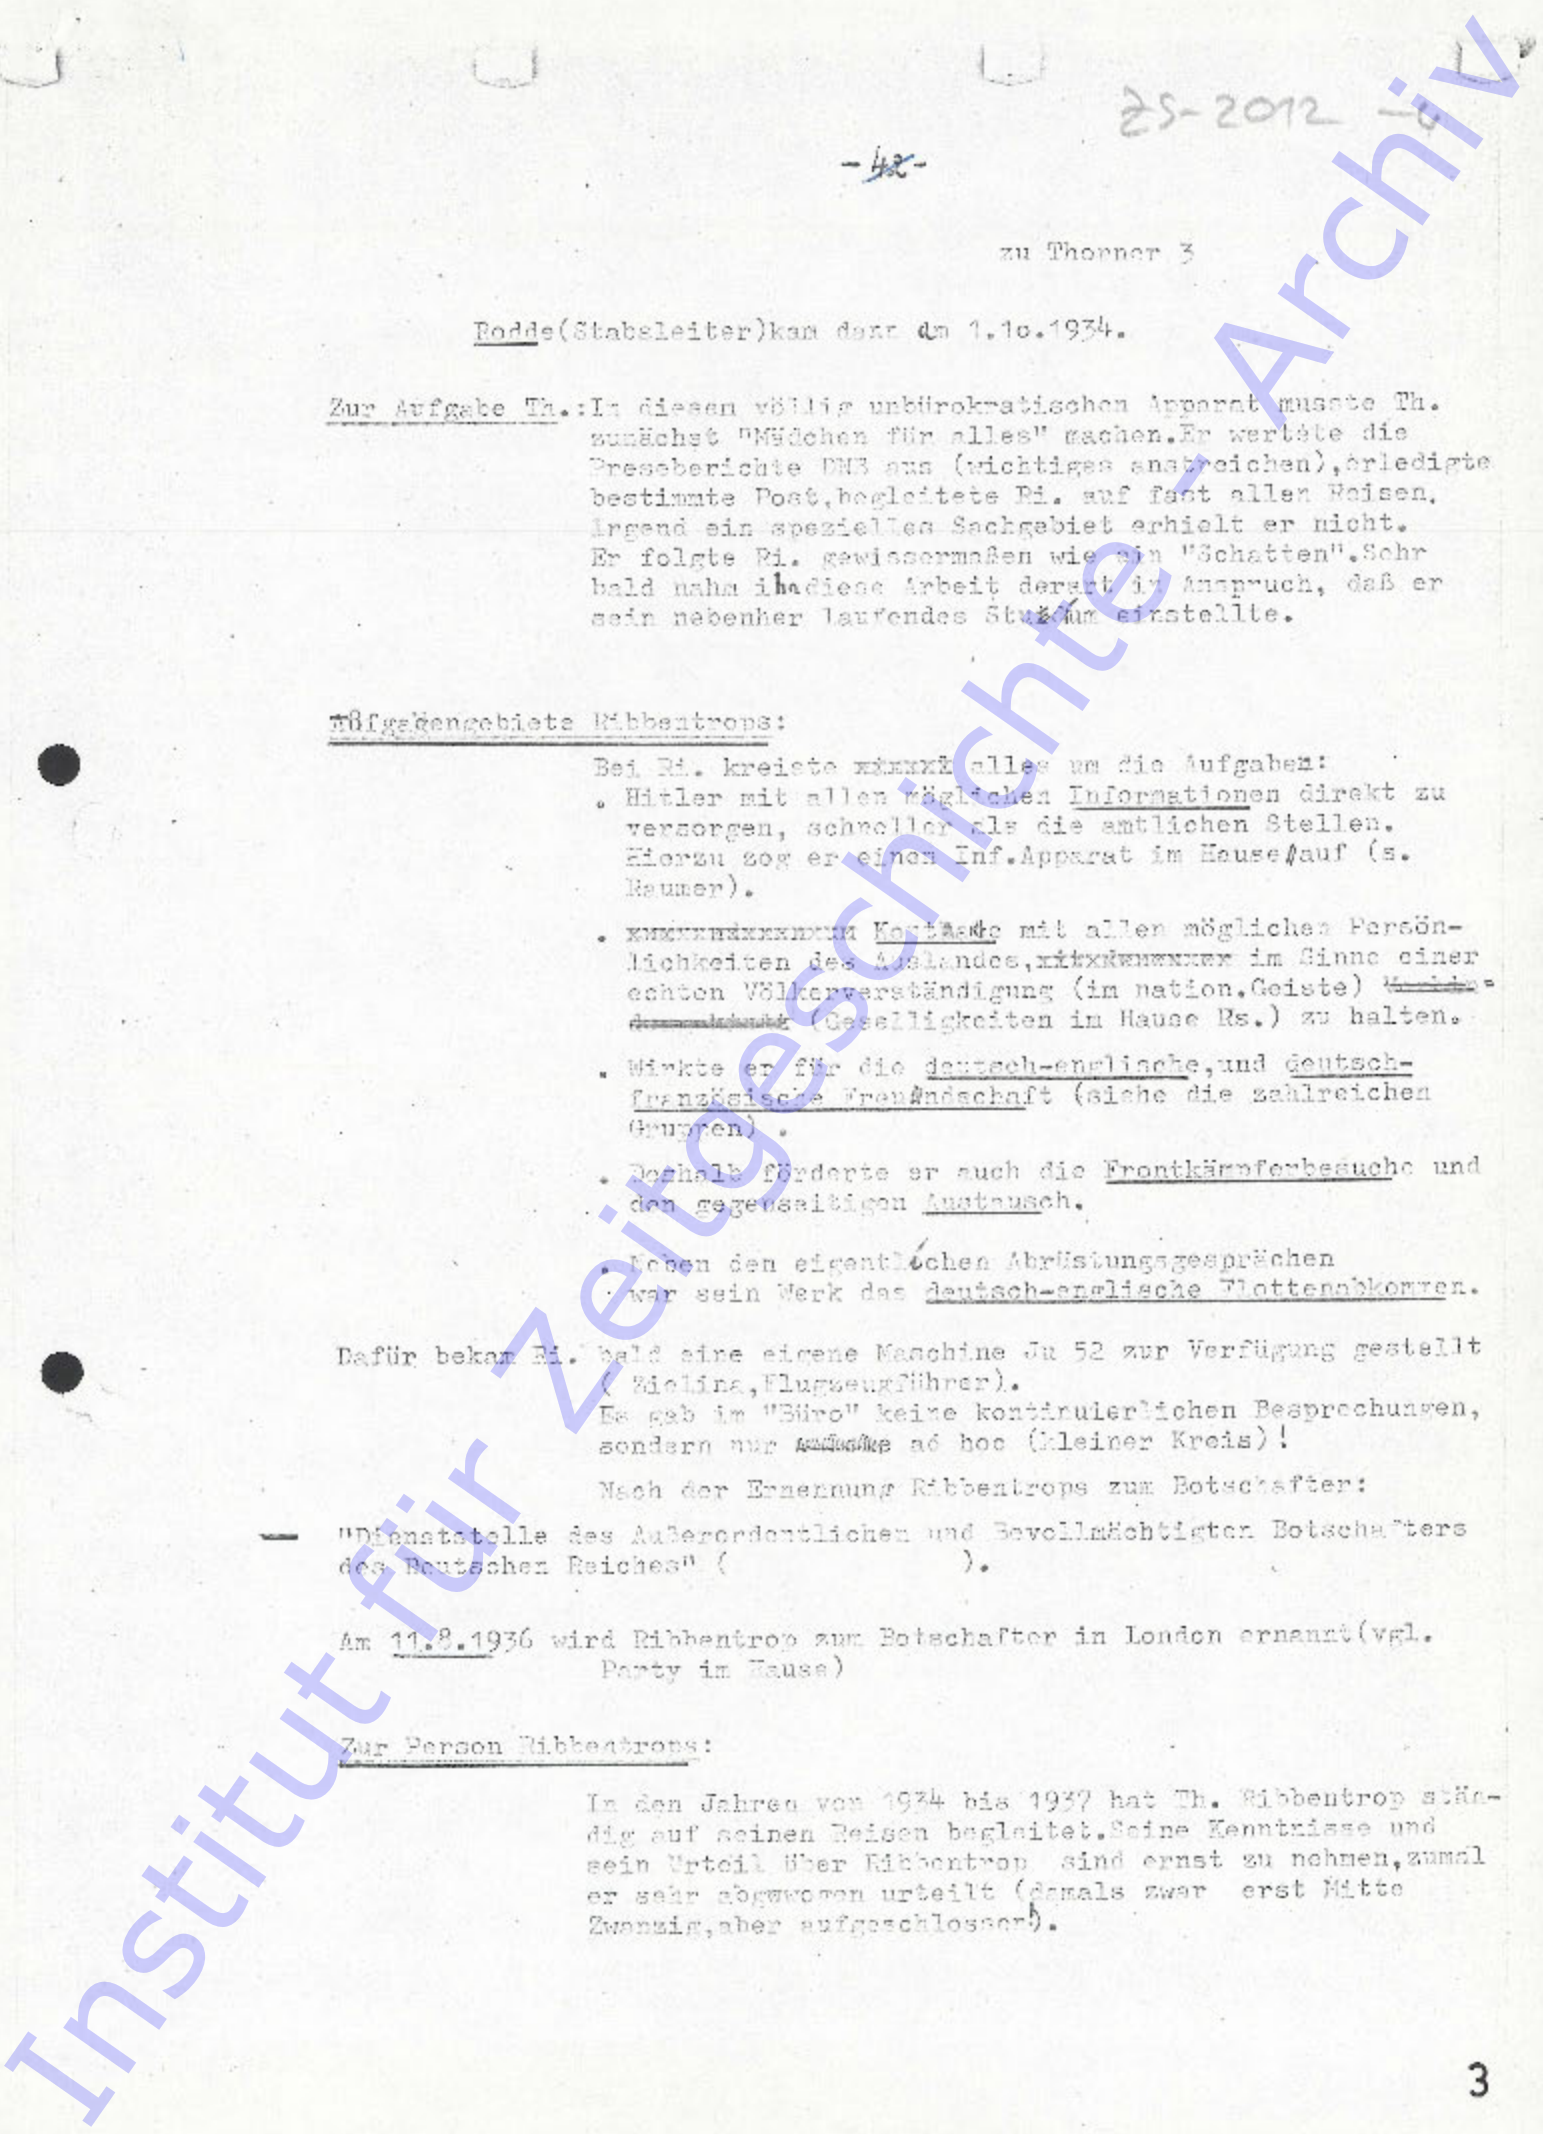 ZS-2012 -4
- 42 -
zu Thorner 3
Rodde(Stabsleiter)kam dann am 1.10.1934.
Zur Aufgabe Th.:In diesem völlig unbürokratischen Apparat musste Th.
zunächst "Mädchen für alles" machen.Er wertete die
Presseberichte DNB aus (wichtiges anstreichen),erledigte
bestimmte Post,begleitete Ri. auf fast allen Reisen.
Irgend ein spezielles Sachgebiet erhielt er nicht.
Er folgte Ri. gewissermaßen wie ein "Schatten".Sehr
bald nahm ihn diese Arbeit derart in Anspruch, daß er
sein nebenher laufendes Studium einstellte.
Aufgabengebiete Ribbentrops:
Bei Ri. kreiste alles um die Aufgaben:
. Hitler mit allen möglichen Informationen direkt zu
versorgen, schneller als die amtlichen Stellen.
Hierzu zog er einen Inf.Apparat im Hause auf (s.
Raumer).
. Kontakte mit allen möglichen Persön-
lichkeiten des Auslandes, im Sinne einer
echten Völkerverständigung (im nation.Geiste)
(Geselligkeiten im Hause Rs.) zu halten.
. Wirkte er für die deutsch-englische,und deutsch-
französische Freundschaft (siehe die zahlreichen
Gruppen) .
. Deshalb förderte er auch die Frontkämpferbesuche und
den gegenseitigen Austausch.
. Neben den eigentlichen Abrüstungsgesprächen
war sein Werk das deutsch-englische Flottenabkommen.
Dafür bekam Ri. bald eine eigene Maschine Ju 52 zur Verfügung gestellt
( Zielina,Flugzeugführer).
Es gab im "Büro" keine kontinuierlichen Besprechungen,
sondern nur ad hoc (kleiner Kreis)!
Nach der Ernennung Ribbentrops zum Botschafter:
"Dienststelle des Außerordentlichen und Bevollmächtigten Botschafters
des Deutschen Reiches" ( ).
Am 11.8.1936 wird Ribbentrop zum Botschafter in London ernannt(vgl.
Party im Hause)
Zur Person Ribbentrops:
In den Jahren von 1934 bis 1937 hat Th. Ribbentrop stän-
dig auf seinen Reisen begleitet.Seine Kenntnisse und
sein Urteil über Ribbentrop sind ernst zu nehmen,zumal
er sehr abgewogen urteilt (damals zwar erst Mitte
Zwanzig,aber aufgeschlossen!).
3
Institut für Zeitgeschichte - Archiv